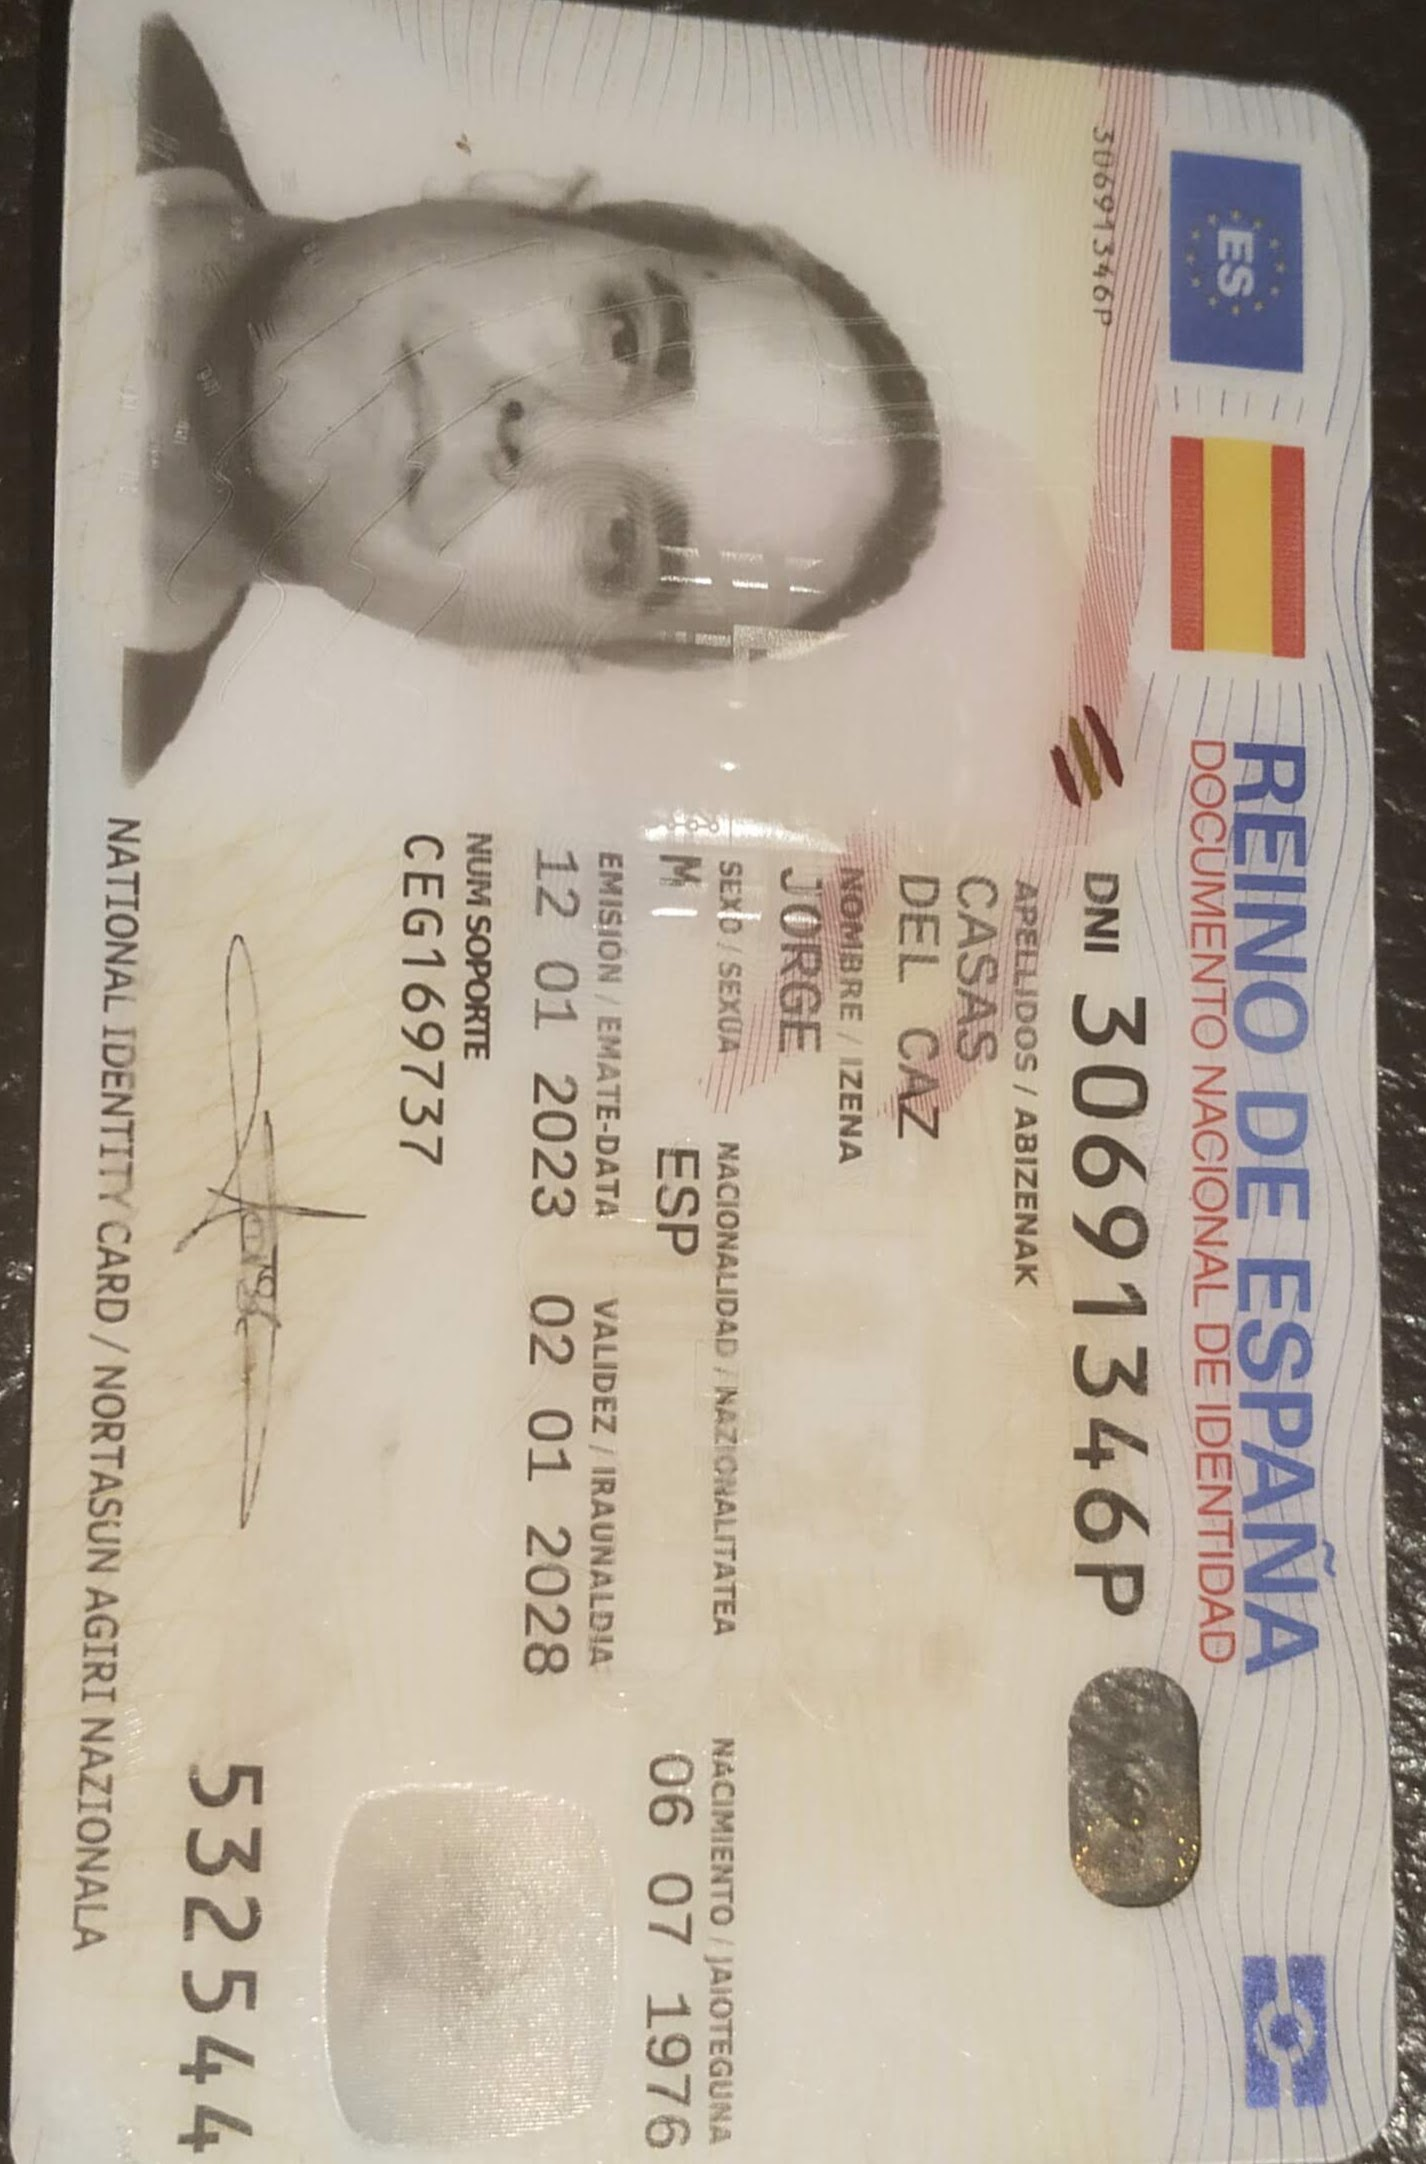 ES
REINO DE ESPAÑA
DOCUMENTO NACIONAL DE IDENTIDAD
30691346P
DNI 30691346P
APELLIDOS / ABIZENAK
CASAS
DEL CAZ
NOMBRE / IZENA
JORGE
SEXO / SEXUA NACIONALIDAD / NAZIONALITATEA NACIMIENTO / JAIOTEGUNA
M ESP 06 07 1976
EMISIÓN / EMATE-DATA VALIDEZ / IRAUNALDIA
12 01 2023 02 01 2028
NUM SOPORTE
CEG169737
532544
NATIONAL IDENTITY CARD / NORTASUN AGIRI NAZIONALA